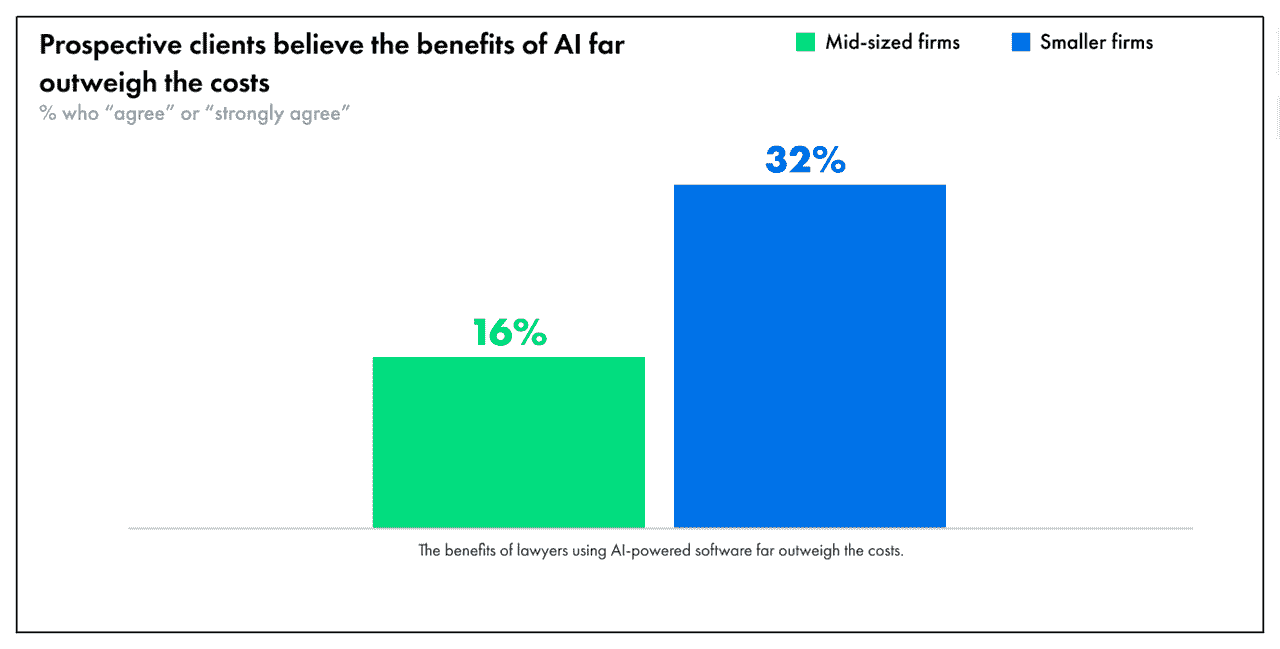 Prospective clients believe the benefits of AI far
outweigh the costs
% who “agree” or “strongly agree”
Mid-sized firms
Smaller firms
32%
16%
The benefits of lawyers using AI-powered software far outweigh the costs.